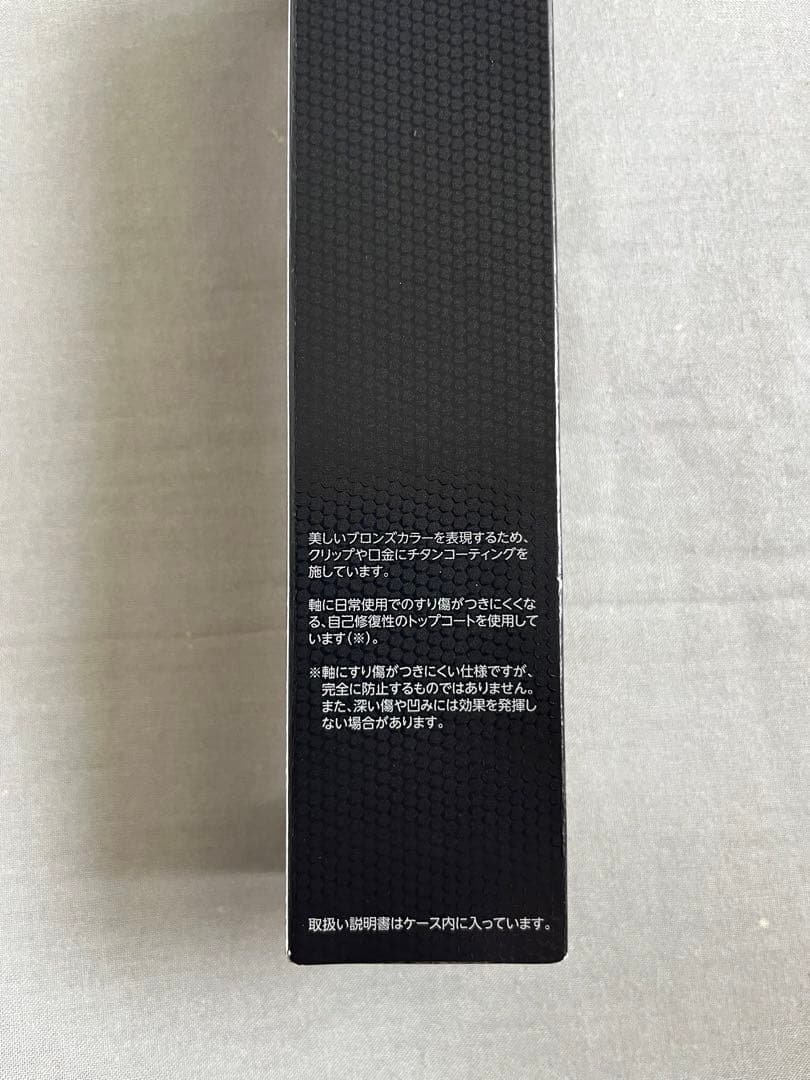 美しいブロンズカラーを表現するため、
クリップや口金にチタンコーティングを
施しています。
軸に日常使用でのすり傷がつきにくくな
る、自己修復性のトップコートを使用して
います(※)。
※軸にすり傷がつきにくい仕様ですが、
完全に防止するものではありません。
また、深い傷や凹みには効果を発揮し
ない場合があります。
取扱い説明書はケース内に入っています。